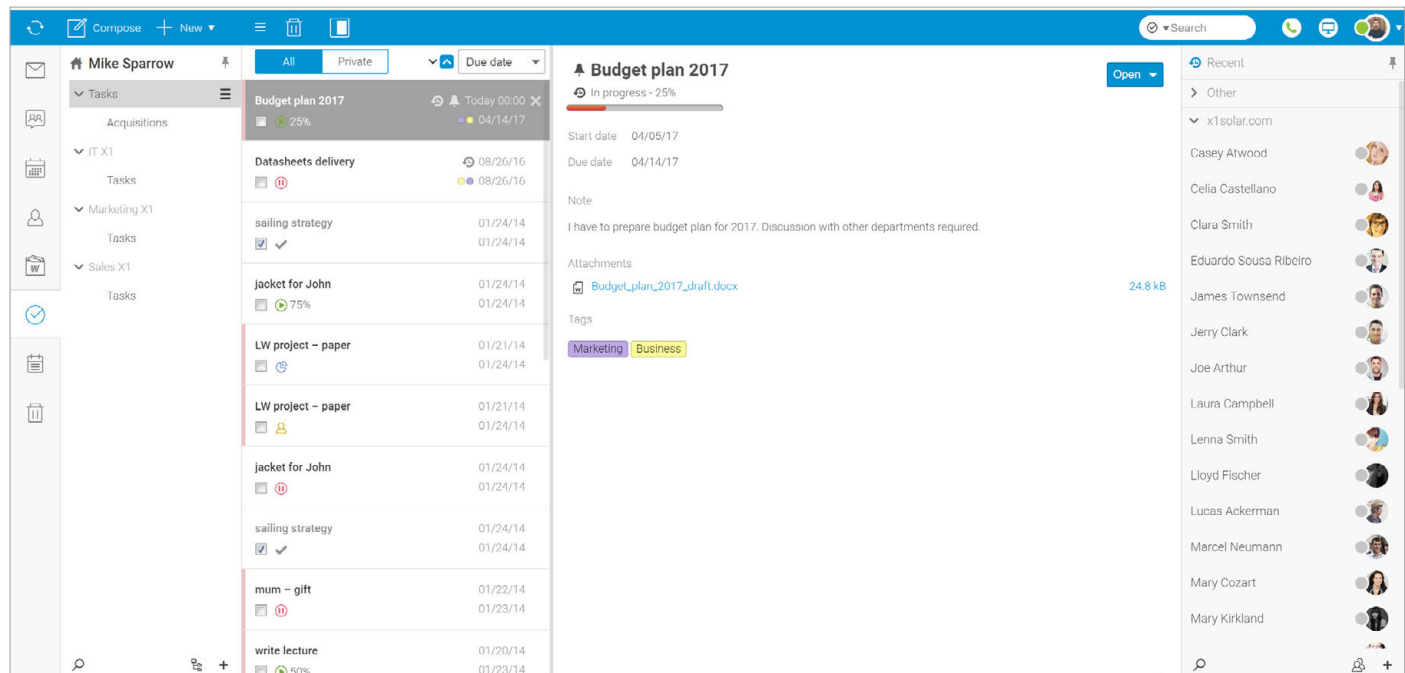 Compose New
Search
Mike Sparrow
Tasks
Acquisitions
IT X1
Tasks
Marketing X1
Tasks
Sales X1
Tasks
All Private Due date
Budget plan 2017 Today 00:00
25% 04/14/17
Datasheets delivery 08/26/16
08/26/16
sailing strategy 01/24/14
01/24/14
jacket for John 01/24/14
75% 01/24/14
LW project – paper 01/21/14
01/24/14
LW project – paper 01/21/14
01/24/14
jacket for John 01/24/14
01/24/14
sailing strategy 01/24/14
01/24/14
mum – gift 01/22/14
01/23/14
write lecture 01/20/14
50% 01/23/14
Budget plan 2017
Open
In progress - 25%
Start date 04/05/17
Due date 04/14/17
Note
I have to prepare budget plan for 2017. Discussion with other departments required.
Attachments
W Budget_plan_2017_draft.docx 24.8 kB
Tags
Marketing Business
Recent
Other
x1solar.com
Casey Atwood
Celia Castellano
Clara Smith
Eduardo Sousa Ribeiro
James Townsend
Jerry Clark
Joe Arthur
Laura Campbell
Lenna Smith
Lloyd Fischer
Lucas Ackerman
Marcel Neumann
Mary Cozart
Mary Kirkland
W